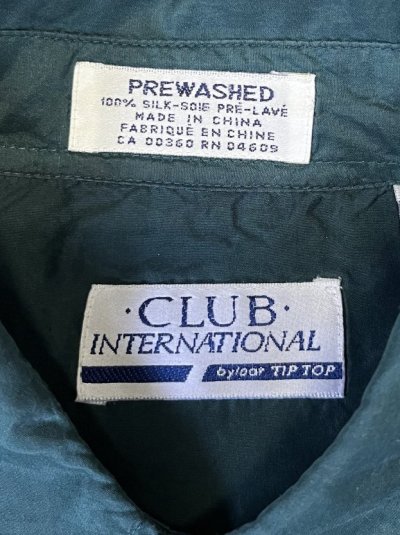 PREWASHED
100% SILK-SOIE PRÉ-LAVÉ
MADE IN CHINA
FABRIQUÉ EN CHINE
CA 00360 RN 04609
·CLUB·
INTERNATIONAL
by/par TIP TOP